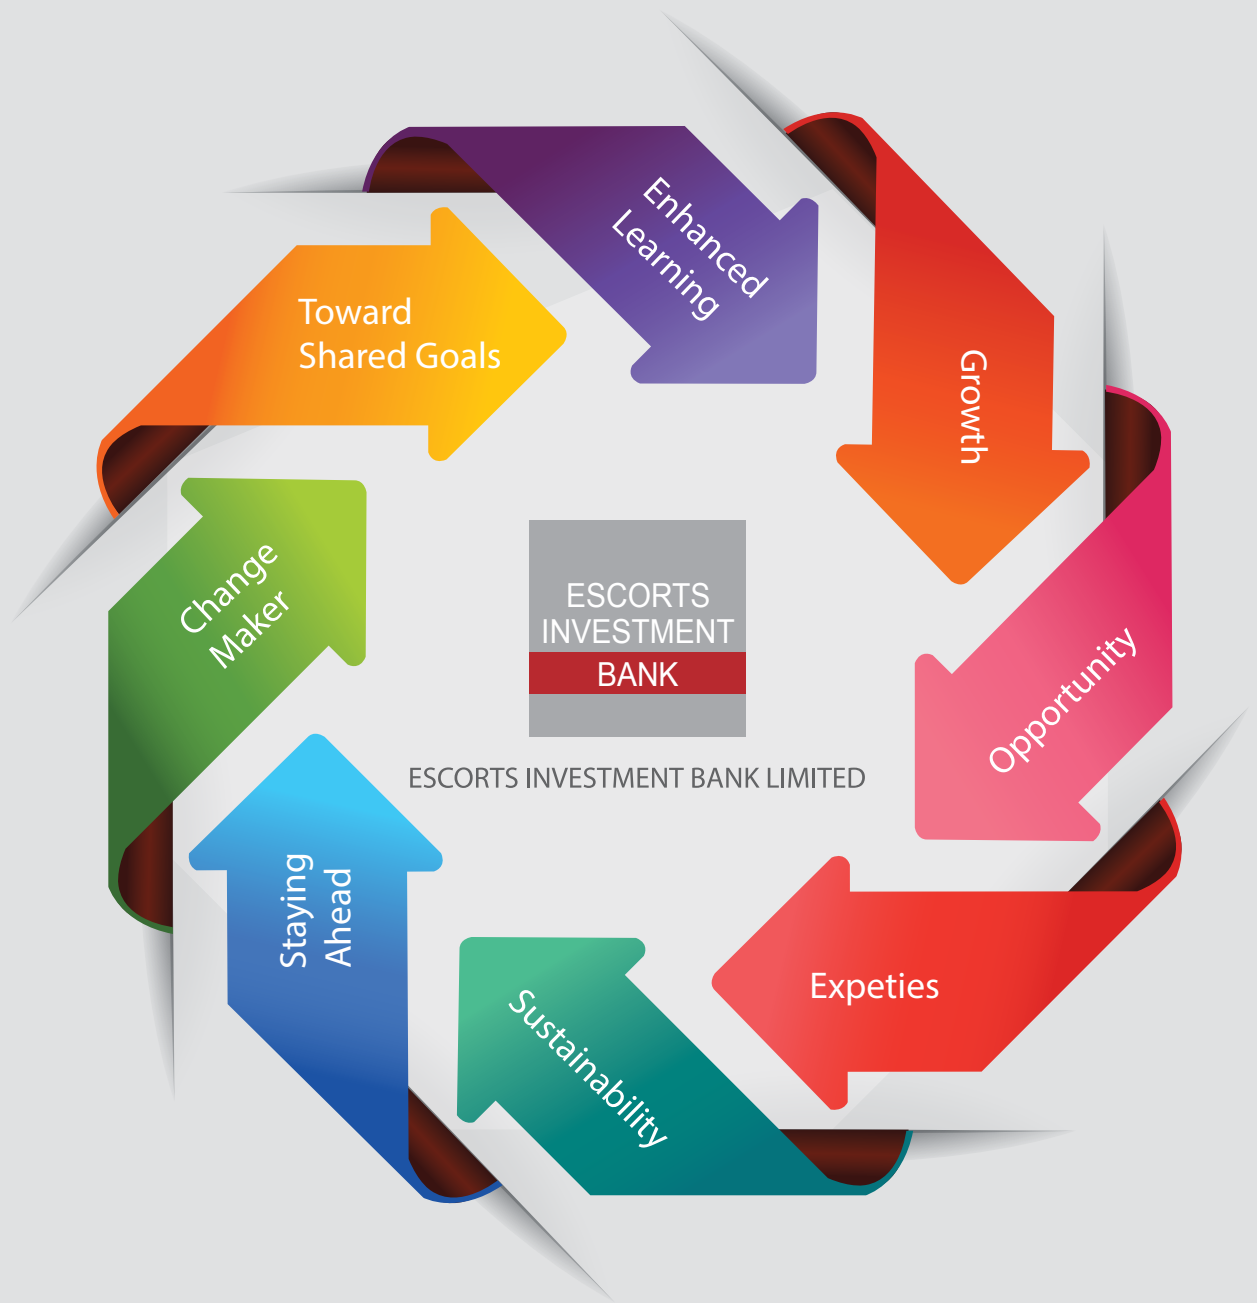 Enhanced
Learning
Growth
Opportunity
Expeties
Sustainability
Staying
Ahead
Change
Maker
Toward
Shared Goals
ESCORTS
INVESTMENT
BANK
ESCORTS INVESTMENT BANK LIMITED